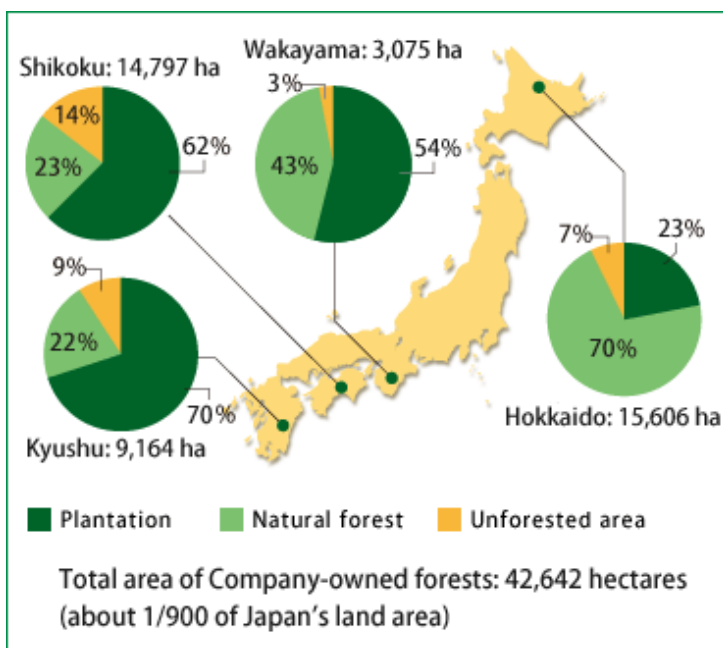 Shikoku: 14,797 ha
14%
23%
62%
Wakayama: 3,075 ha
3%
43%
54%
7%
23%
70%
Hokkaido: 15,606 ha
9%
22%
70%
Kyushu: 9,164 ha
Plantation
Natural forest
Unforested area
Total area of Company-owned forests: 42,642 hectares
(about 1/900 of Japan's land area)